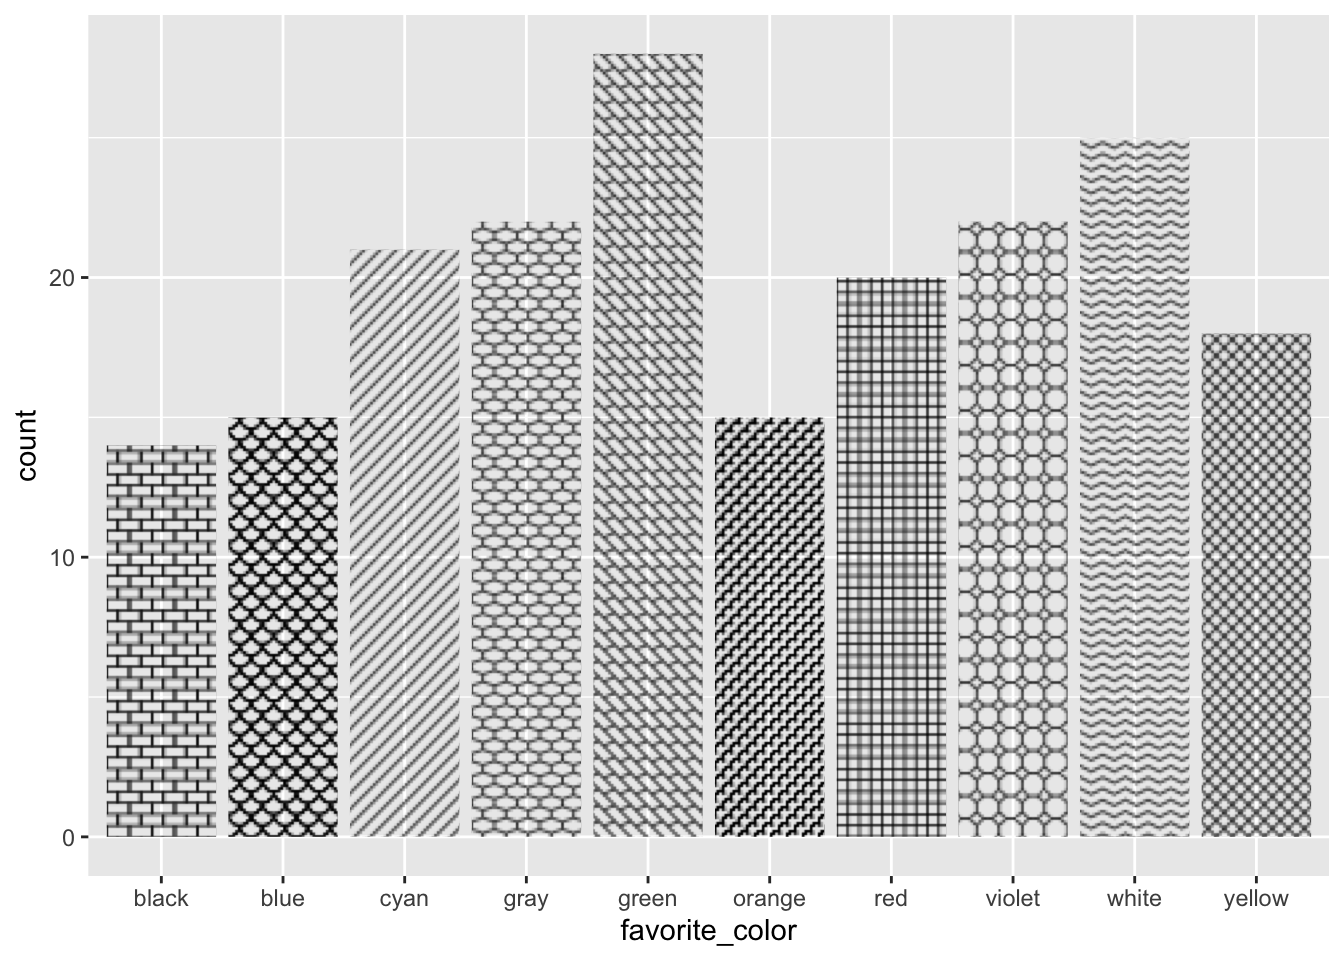 count
20
10
0
black blue cyan gray green orange red violet white yellow
favorite_color